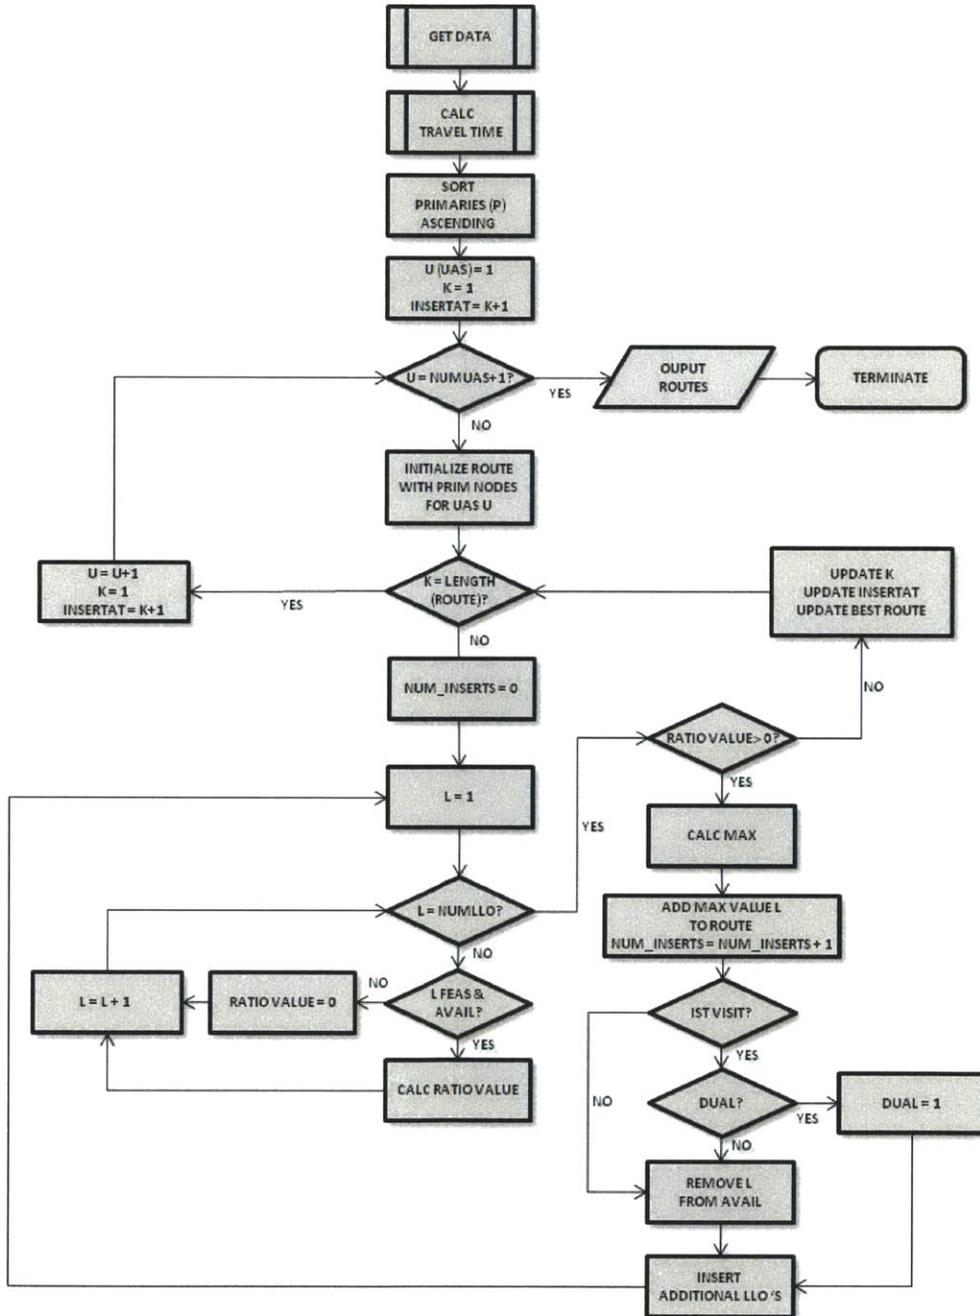 GET DATA
CALC
TRAVEL TIME
SORT
PRIMARIES (P)
ASCENDING
U (UAS) = 1
K = 1
INSERTAT = K+1
U = NUMUAS+1?
YES
OUPUT
ROUTES
TERMINATE
NO
INITIALIZE ROUTE
WITH PRIM NODES
FOR UAS U
K = LENGTH
(ROUTE)?
YES
U = U+1
K = 1
INSERTAT = K+1
UPDATE K
UPDATE INSERTAT
UPDATE BEST ROUTE
NO
NUM_INSERTS = 0
NO
RATIO VALUE > 0?
YES
L = 1
YES
CALC MAX
L = NUMLLO?
NO
ADD MAX VALUE L
TO ROUTE
NUM_INSERTS = NUM_INSERTS + 1
L = L + 1
RATIO VALUE = 0
NO
L FEAS &
AVAIL?
YES
IST VISIT?
YES
CALC RATIO VALUE
NO
DUAL?
YES
DUAL = 1
NO
REMOVE L
FROM AVAIL
INSERT
ADDITIONAL LLO 'S